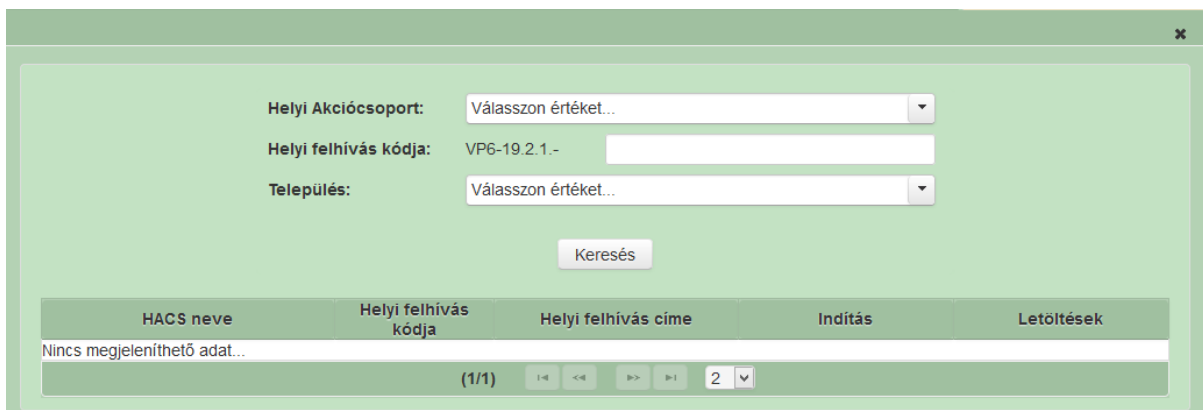 Helyi Akciócsoport: Válasszon értéket...
Helyi felhívás kódja: VP6-19.2.1.-
Település: Válasszon értéket...
Keresés
HACS neve Helyi felhívás kódja Helyi felhívás címe Indítás Letöltések
Nincs megjeleníthető adat...
(1/1) 2